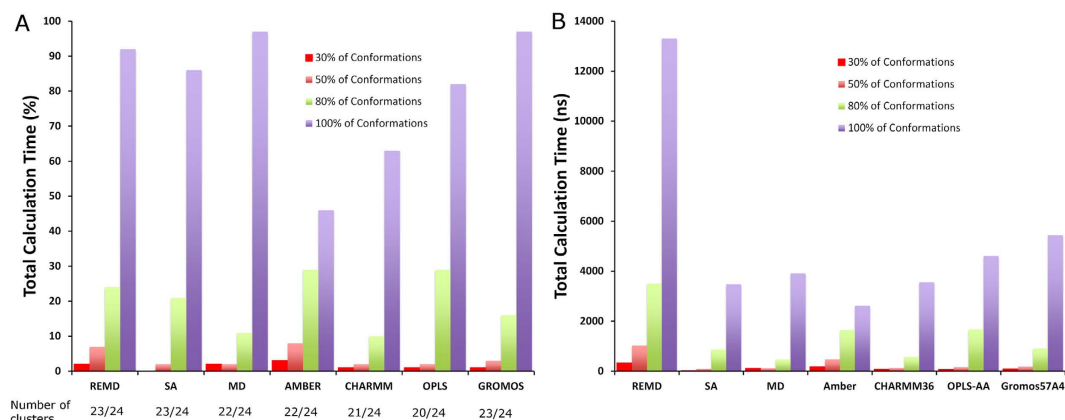 A
Total Calculation Time (%)
100
90
80
70
60
50
40
30
20
10
0
30% of Conformations
50% of Conformations
80% of Conformations
100% of Conformations
REMD SA MD AMBER CHARMM OPLS GROMOS
Number of clusters 23/24 23/24 22/24 22/24 21/24 20/24 23/24
B
Total Calculation Time (ns)
14000
12000
10000
8000
6000
4000
2000
0
30% of Conformations
50% of Conformations
80% of Conformations
100% of Conformations
REMD SA MD Amber CHARMM36 OPLS-AA Gromos57A4